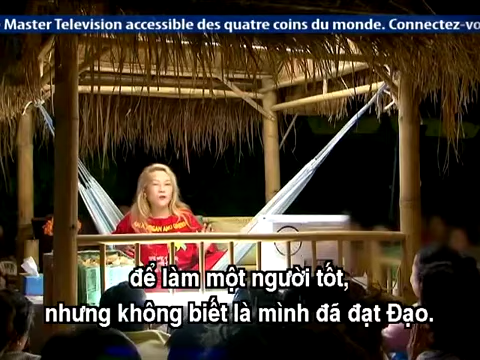 Master Television accessible des quatre coins du monde. Connectez-vo
để làm một người tốt,
nhưng không biết là mình đã đạt Đạo.